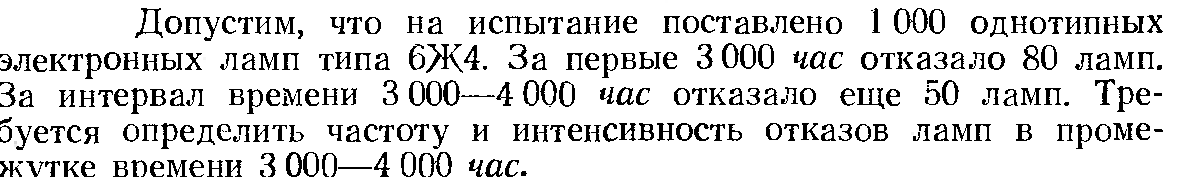 Допустим, что на испытание поставлено 1 000 однотипных
электронных ламп типа 6Ж4. За первые 3 000 час отказало 80 ламп.
За интервал времени 3 000—4 000 час отказало еще 50 ламп. Тре-
буется определить частоту и интенсивность отказов ламп в проме-
жутке времени 3 000—4 000 час.